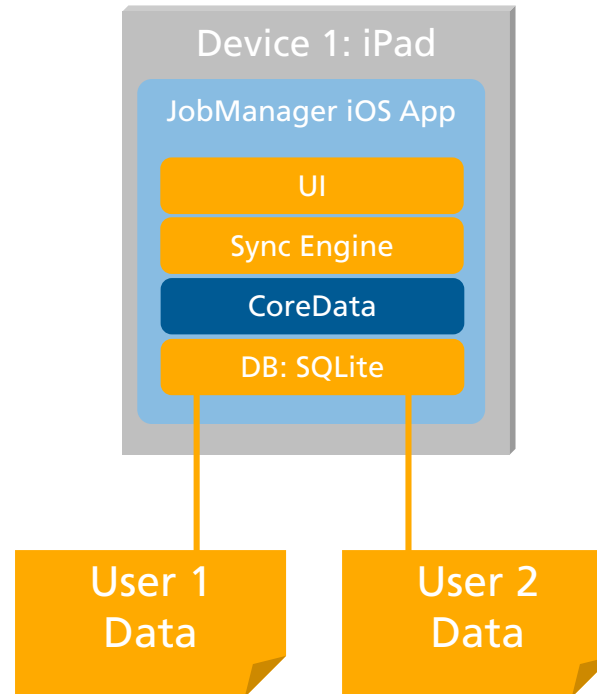 Device 1: iPad
JobManager iOS App
UI
Sync Engine
CoreData
DB: SQLite
User 1
Data
User 2
Data